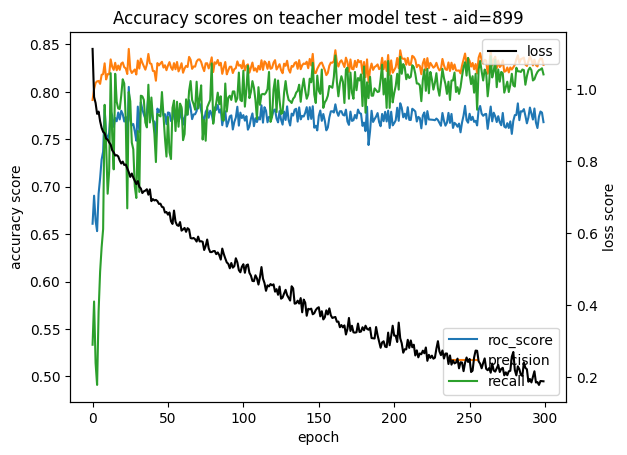 Accuracy scores on teacher model test - aid=899
loss
0.85
0.80
0.75
0.70
0.65
0.60
0.55
0.50
accuracy score
1.0
0.8
0.6
0.4
0.2
loss score
roc_score
precision
recall
0
50
100
150
200
250
300
epoch